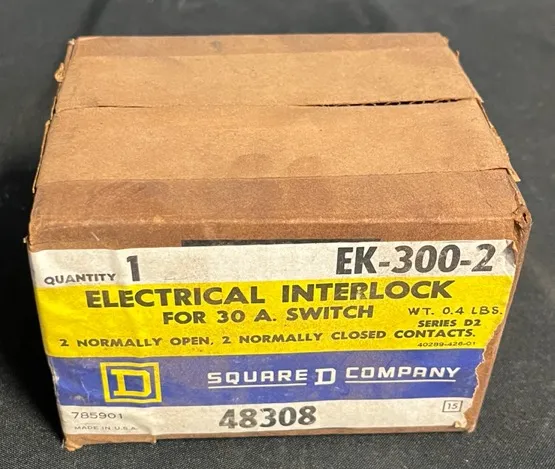 QUANTITY 1 EK-300-2
ELECTRICAL INTERLOCK
FOR 30 A. SWITCH WT. 0.4 LBS.
SERIES D2
2 NORMALLY OPEN, 2 NORMALLY CLOSED CONTACTS.
40299-428-01
D SQUARE D COMPANY
785901 48308 15
MADE IN U.S.A.